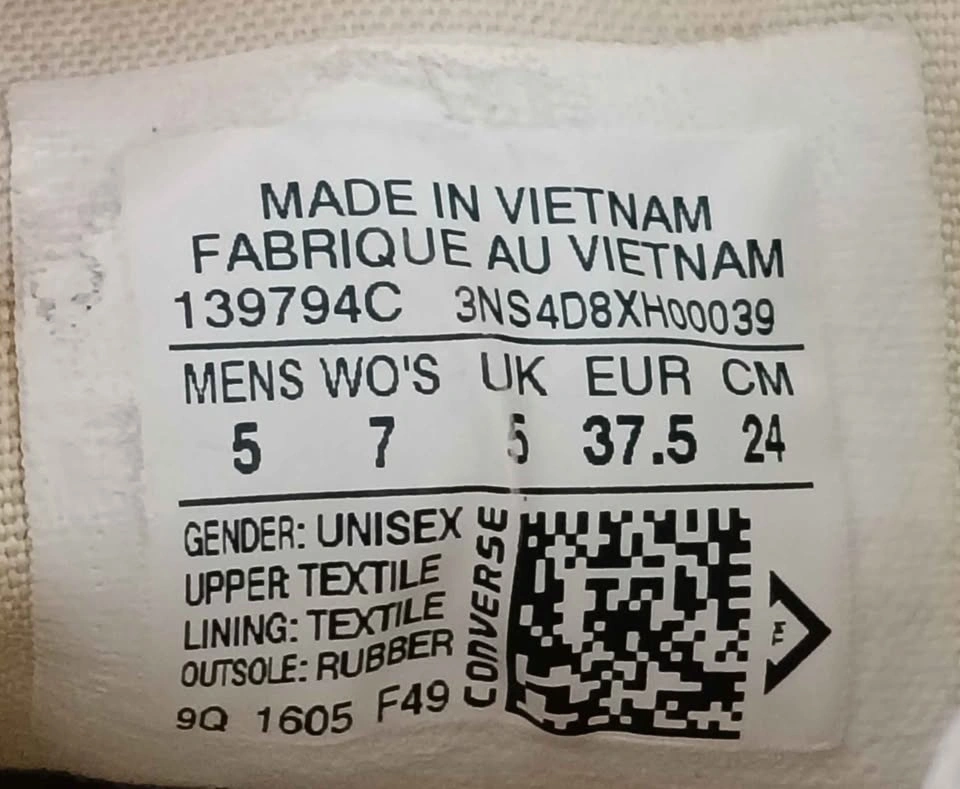 MADE IN VIETNAM
FABRIQUE AU VIETNAM
139794C 3NS4D8XH00039
MENS WO'S UK EUR CM
5 7 5 37.5 24
GENDER: UNISEX
UPPER: TEXTILE
LINING: TEXTILE
OUTSOLE: RUBBER
9Q 1605 F49
CONVERSE
TM